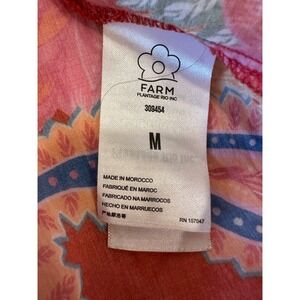 FARM
PLANTAGE RIO INC
309454
M
MADE IN MOROCCO
FABRIQUÉ EN MAROC
FABRICADO NA MARROCOS
HECHO EN MARRUECOS
RN 157047